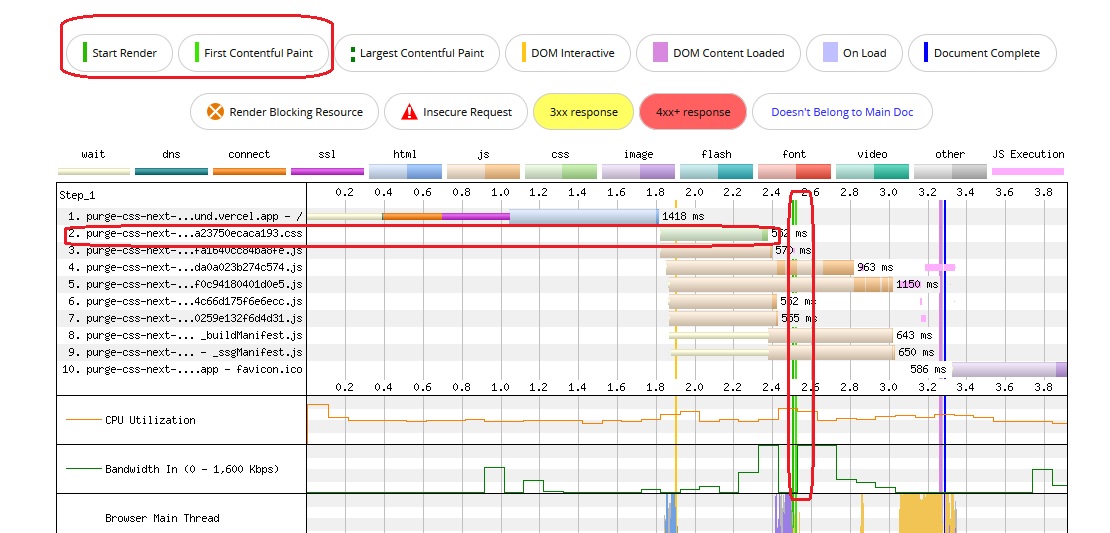 Start Render First Contentful Paint Largest Contentful Paint DOM Interactive DOM Content Loaded On Load Document Complete
Render Blocking Resource Insecure Request 3xx response 4xx+ response Doesn't Belong to Main Doc
wait dns connect ssl html js css image flash font video other JS Execution
Step_1 0.2 0.4 0.6 0.8 1.0 1.2 1.4 1.6 1.8 2.0 2.2 2.4 2.6 2.8 3.0 3.2 3.4 3.6 3.8
1. purge-css-next-...und.vercel.app - / 1418 ms
2. purge-css-next-...a23750ecaca193.css 552 ms
3. purge-css-next-...fa1640cc84ba8fe.js 570 ms
4. purge-css-next-...da0a023b274c574.js 963 ms
5. purge-css-next-...f0c94180401d0e5.js 1150 ms
6. purge-css-next-...4c66d175f6e6ecc.js 552 ms
7. purge-css-next-...0259e132f6d4d31.js 555 ms
8. purge-css-next-... _buildManifest.js 643 ms
9. purge-css-next-... - _ssgManifest.js 650 ms
10. purge-css-next-....app - favicon.ico 586 ms
0.2 0.4 0.6 0.8 1.0 1.2 1.4 1.6 1.8 2.0 2.2 2.4 2.6 2.8 3.0 3.2 3.4 3.6 3.8
CPU Utilization
Bandwidth In (0 - 1,600 Kbps)
Browser Main Thread